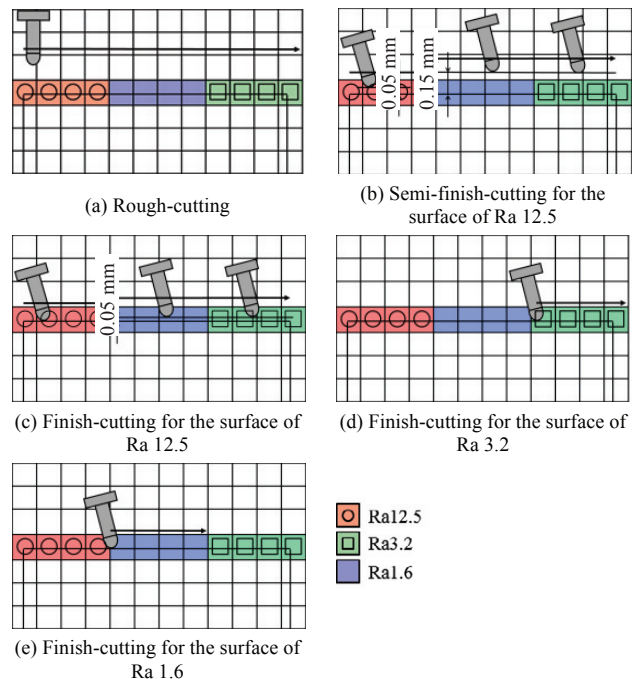 0.05 mm
0.15 mm
(a) Rough-cutting
(b) Semi-finish-cutting for the
surface of Ra 12.5
0.05 mm
(c) Finish-cutting for the surface of
Ra 12.5
(d) Finish-cutting for the surface of
Ra 3.2
Ra12.5
Ra3.2
Ra1.6
(e) Finish-cutting for the surface of
Ra 1.6